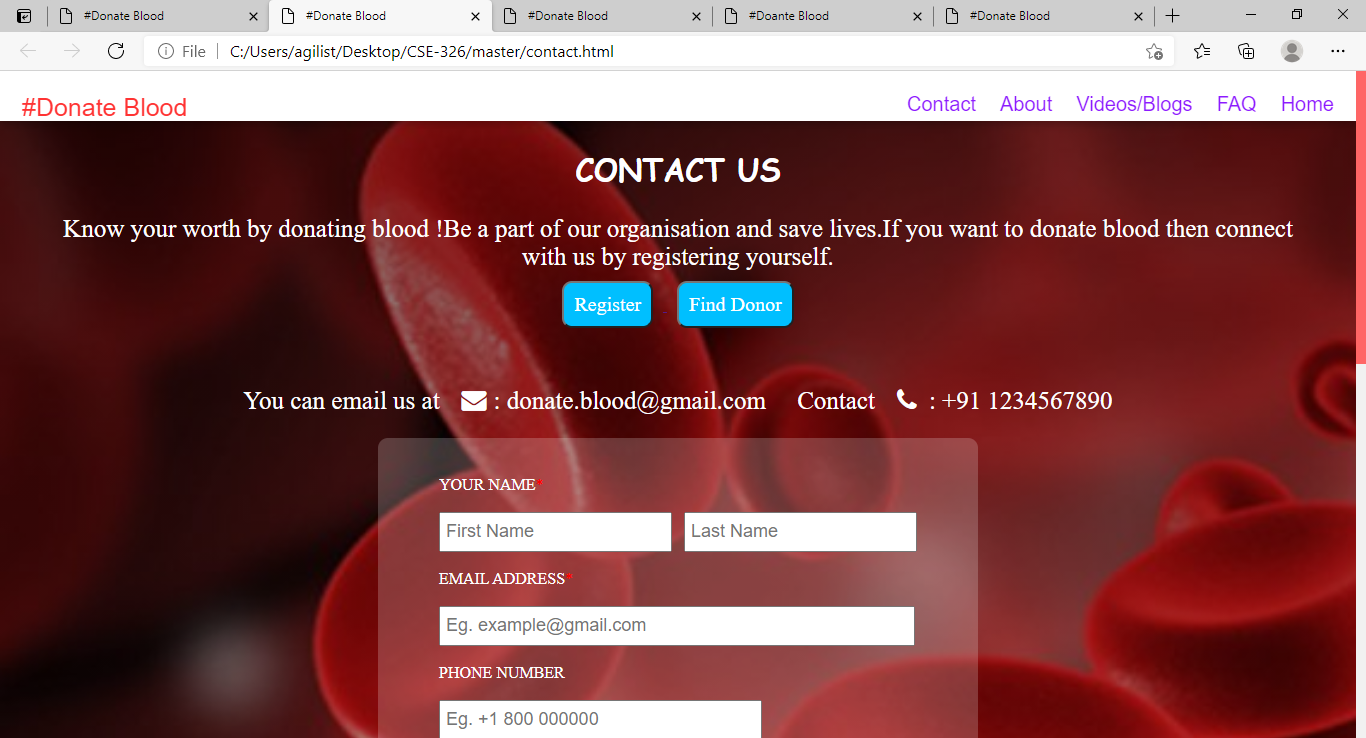 #Donate Blood
#Donate Blood
#Donate Blood
#Doante Blood
#Donate Blood
File
C:/Users/agilist/Desktop/CSE-326/master/contact.html
#Donate Blood
Contact
About
Videos/Blogs
FAQ
Home
CONTACT US
Know your worth by donating blood !Be a part of our organisation and save lives.If you want to donate blood then connect
with us by registering yourself.
Register
Find Donor
You can email us at : donate.blood@gmail.com Contact : +91 1234567890
YOUR NAME*
First Name
Last Name
EMAIL ADDRESS*
Eg. example@gmail.com
PHONE NUMBER
Eg. +1 800 000000